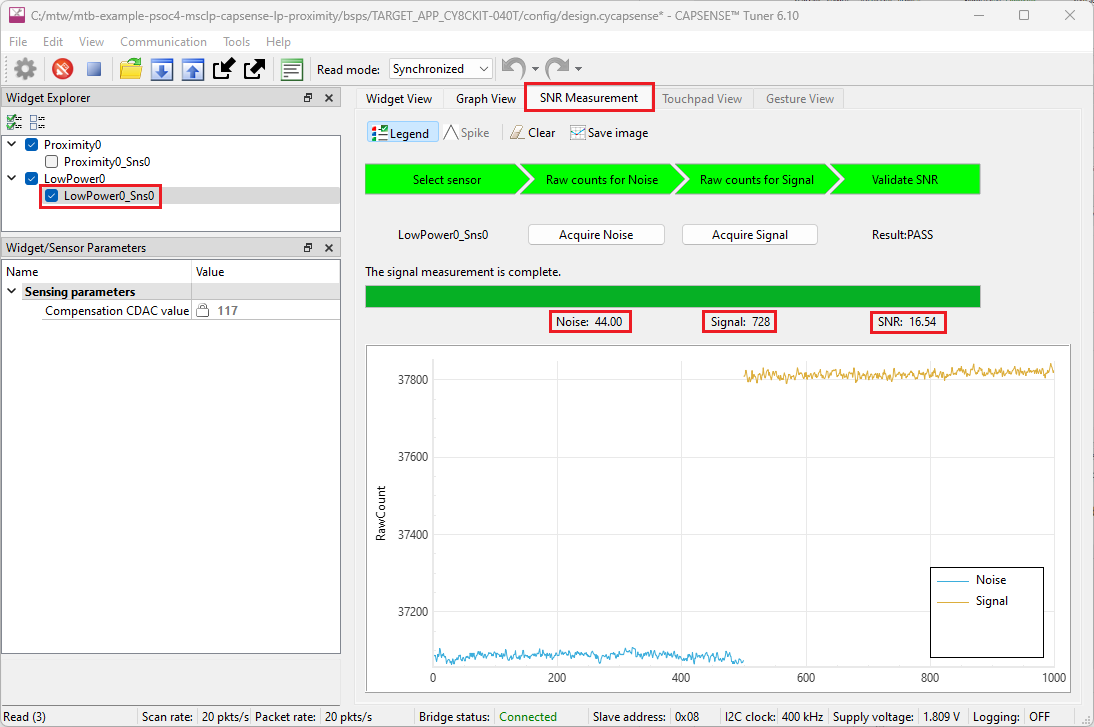 C:/mtw/mtb-example-psoc4-msclp-capsense-lp-proximity/bsps/TARGET_APP_CY8CKIT-040T/config/design.cycapsense* - CAPSENSE™ Tuner 6.10
File Edit View Communication Tools Help
Read mode: Synchronized
Widget Explorer
Proximity0
Proximity0_Sns0
LowPower0
LowPower0_Sns0
Widget/Sensor Parameters
Name Value
Sensing parameters
Compensation CDAC value 117
Widget View Graph View SNR Measurement Touchpad View Gesture View
Legend Spike Clear Save image
Select sensor Raw counts for Noise Raw counts for Signal Validate SNR
LowPower0_Sns0 Acquire Noise Acquire Signal Result:PASS
The signal measurement is complete.
Noise: 44.00 Signal: 728 SNR: 16.54
RawCount
37800
37600
37400
37200
0 200 400 600 800 1000
Noise
Signal
Read (3) Scan rate: 20 pkts/s Packet rate: 20 pkts/s Bridge status: Connected Slave address: 0x08 I2C clock: 400 kHz Supply voltage: 1.809 V Logging: OFF